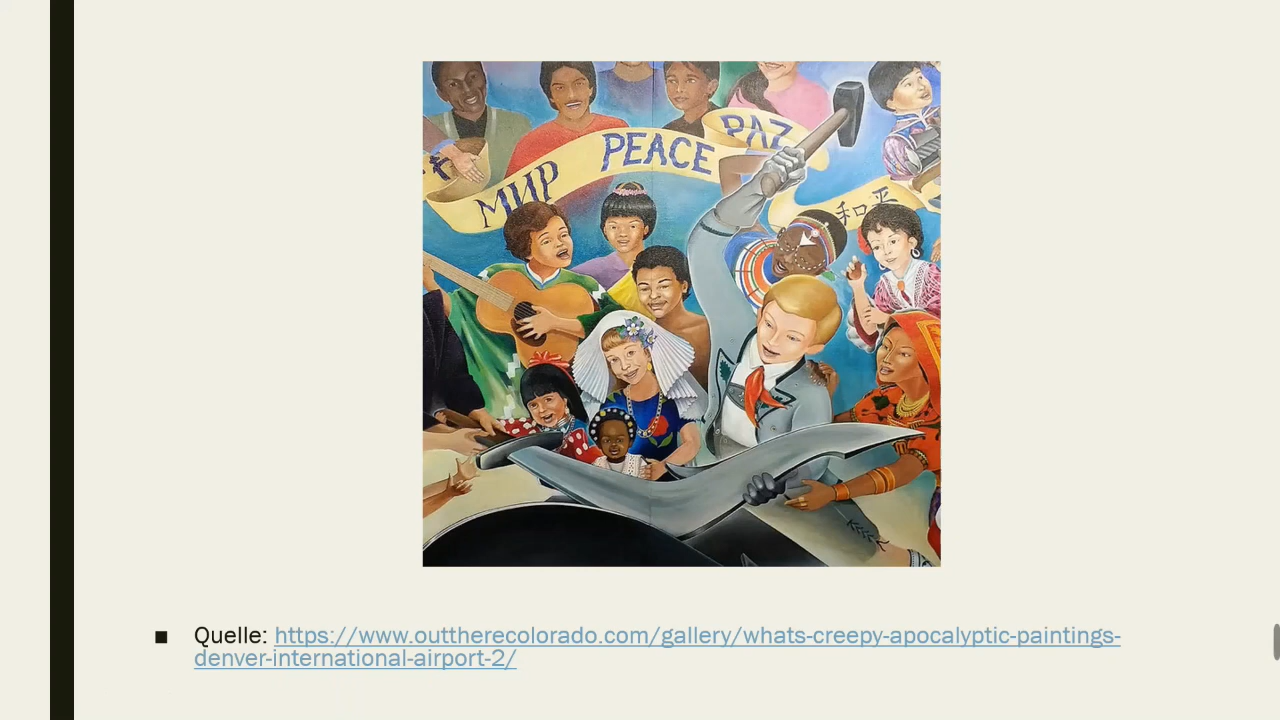 МИР PEACE PAZ
和平
Quelle: https://www.outtherecolorado.com/gallery/whats-creepy-apocalyptic-paintings-
denver-international-airport-2/